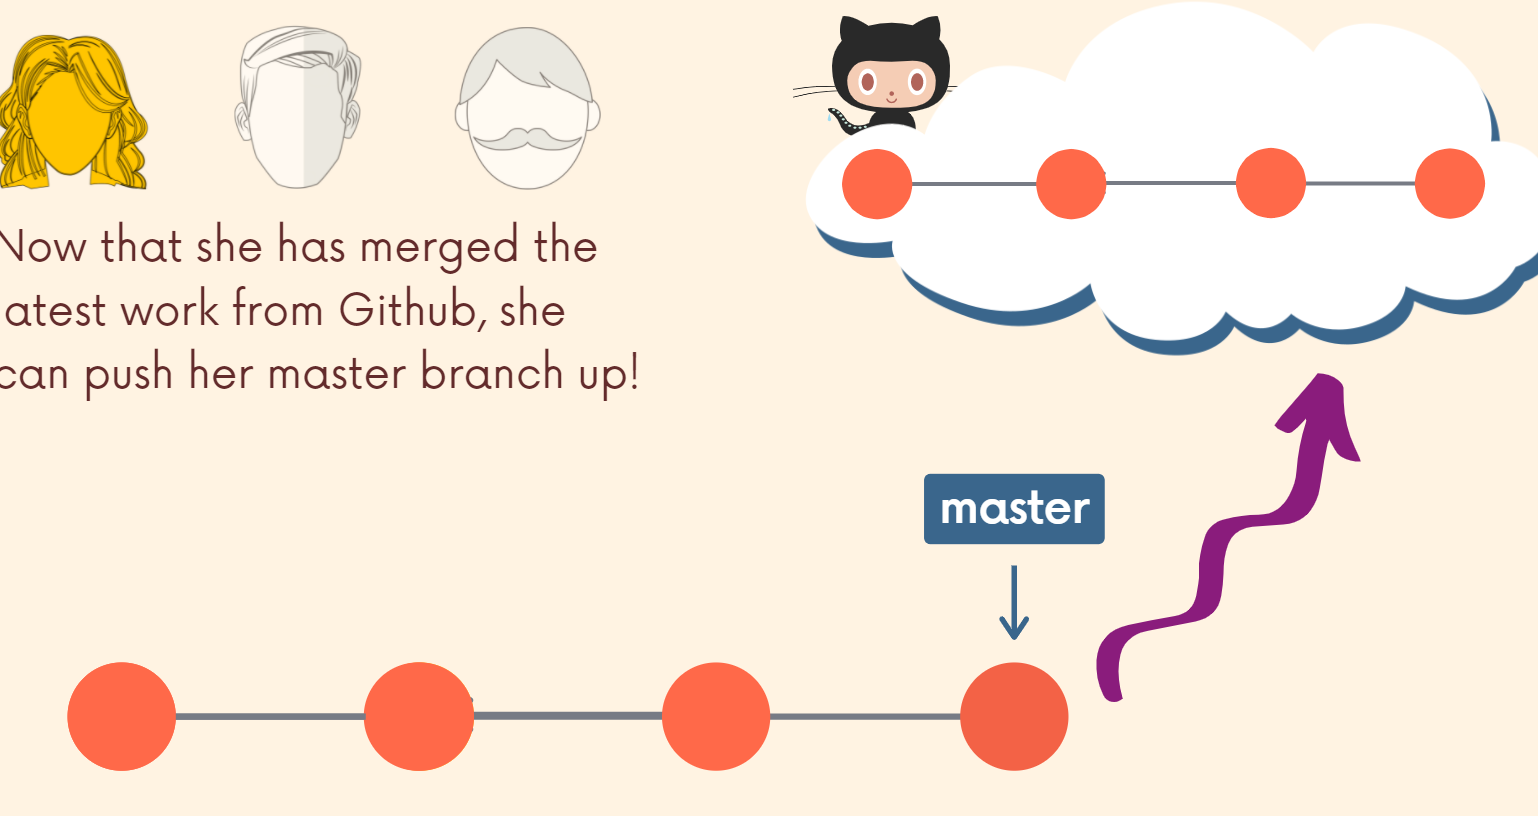 Now that she has merged the
atest work from Github, she
can push her master branch up!
master